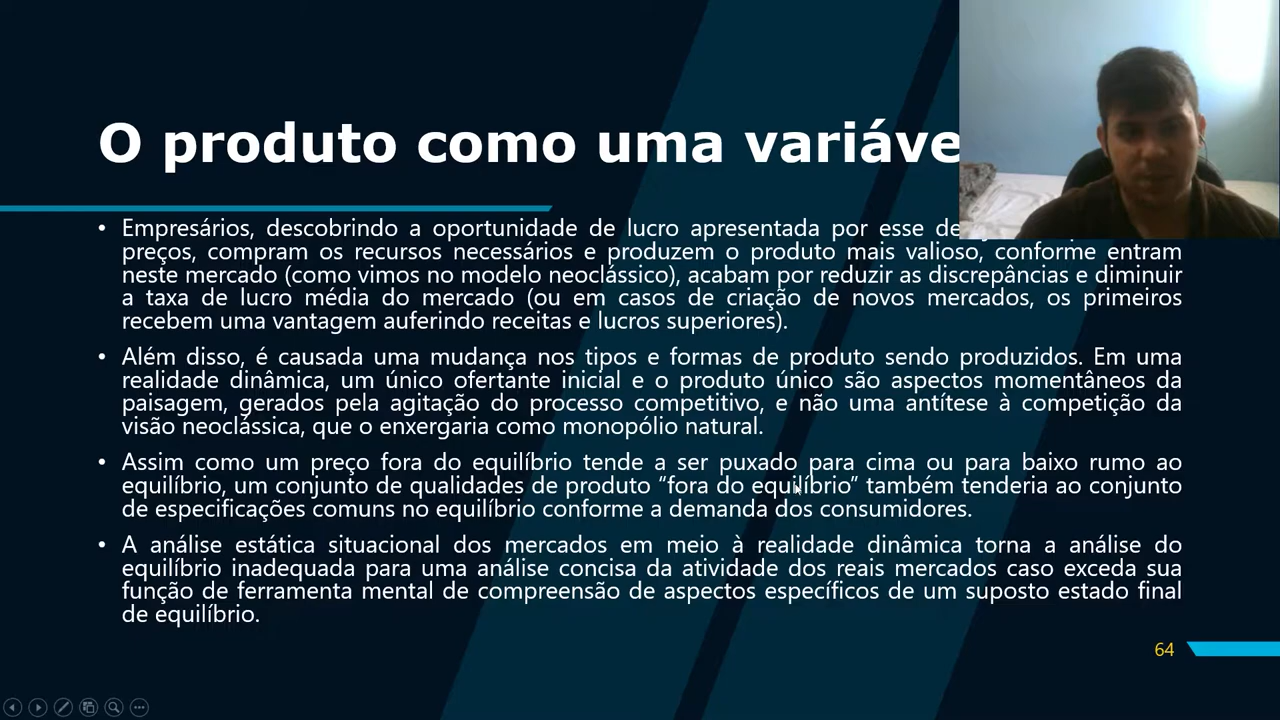 O produto como uma variáve
• Empresários, descobrindo a oportunidade de lucro apresentada por esse
preços, compram os recursos necessários e produzem o produto mais valioso, conforme entram
neste mercado (como vimos no modelo neoclássico), acabam por reduzir as discrepâncias e diminuir
a taxa de lucro média do mercado (ou em casos de criação de novos mercados, os primeiros
recebem uma vantagem auferindo receitas e lucros superiores).
• Além disso, é causada uma mudança nos tipos e formas de produto sendo produzidos. Em uma
realidade dinâmica, um único ofertante inicial e o produto único são aspectos momentâneos da
paisagem, gerados pela agitação do processo competitivo, e não uma antítese à competição da
visão neoclássica, que o enxergaria como monopólio natural.
• Assim como um preço fora do equilíbrio tende a ser puxado para cima ou para baixo rumo ao
equilíbrio, um conjunto de qualidades de produto “fora do equilíbrio” também tenderia ao conjunto
de especificações comuns no equilíbrio conforme a demanda dos consumidores.
• A análise estática situacional dos mercados em meio à realidade dinâmica torna a análise do
equilíbrio inadequada para uma análise concisa da atividade dos reais mercados caso exceda sua
função de ferramenta mental de compreensão de aspectos específicos de um suposto estado final
de equilíbrio.
64